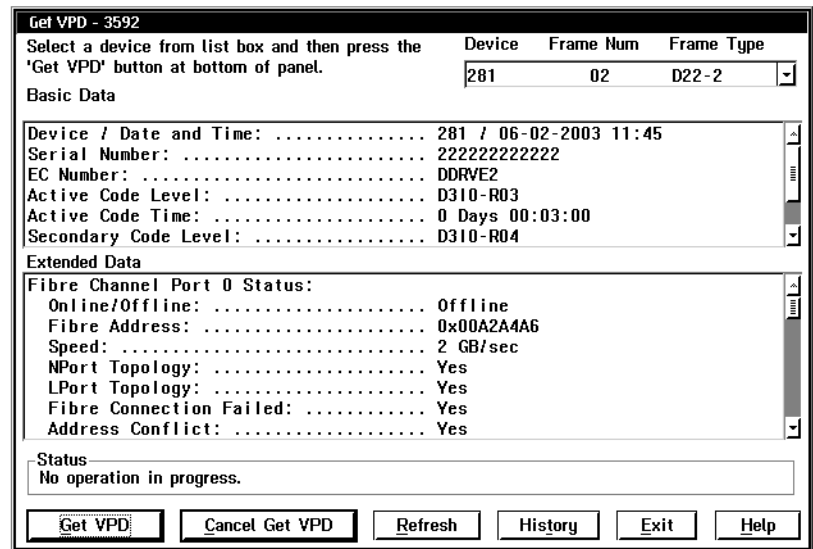 Get VPD - 3592
Select a device from list box and then press the
'Get VPD' button at bottom of panel.
Device Frame Num Frame Type
281 02 D22-2
Basic Data
Device / Date and Time: ............... 281 / 06-02-2003 11:45
Serial Number: ........................ 222222222222
EC Number: ............................ DDRVE2
Active Code Level: .................... D3I0-R03
Active Code Time: ..................... 0 Days 00:03:00
Secondary Code Level: ................. D3I0-R04
Extended Data
Fibre Channel Port 0 Status:
Online/Offline: ...................... Offline
Fibre Address: ....................... 0x00A2A4A6
Speed: ............................... 2 GB/sec
NPort Topology: ...................... Yes
LPort Topology: ...................... Yes
Fibre Connection Failed: ............. Yes
Address Conflict: .................... Yes
Status
No operation in progress.
Get VPD Cancel Get VPD Refresh History Exit Help